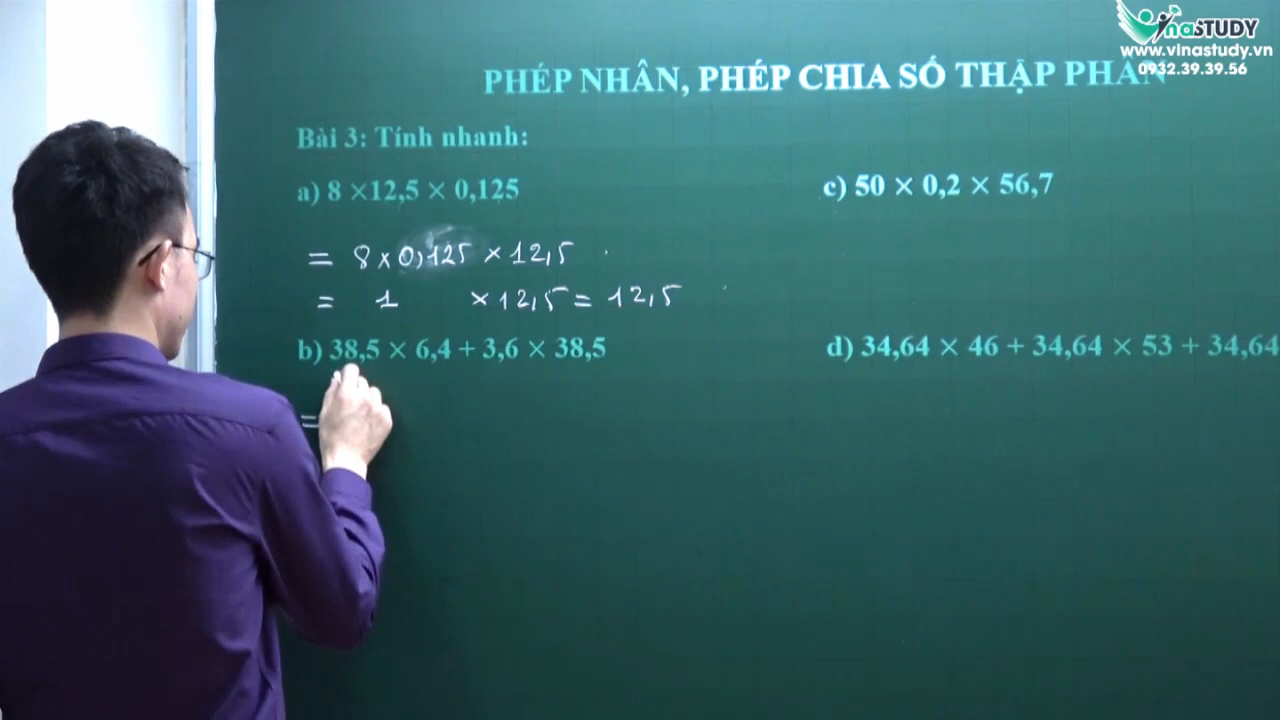 VinaSTUDY
www.vinastudy.vn
0932.39.39.56
PHÉP NHÂN, PHÉP CHIA SỐ THẬP PHÂN
Bài 3: Tính nhanh:
a) 8 ×12,5 × 0,125
= 8 × 0,125 × 12,5
= 1 × 12,5 = 12,5
b) 38,5 × 6,4 + 3,6 × 38,5
=
c) 50 × 0,2 × 56,7
d) 34,64 × 46 + 34,64 × 53 + 34,64